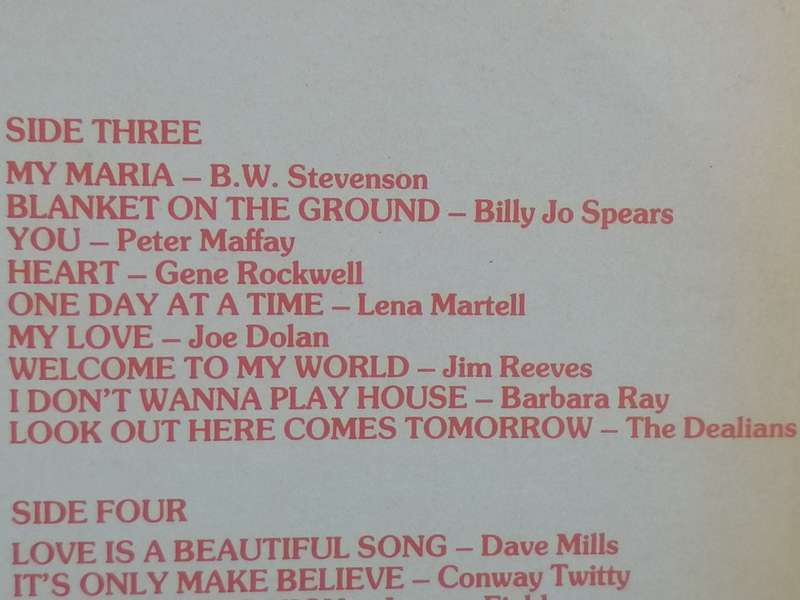 SIDE THREE
MY MARIA – B.W. Stevenson
BLANKET ON THE GROUND – Billy Jo Spears
YOU – Peter Maffay
HEART – Gene Rockwell
ONE DAY AT A TIME – Lena Martell
MY LOVE – Joe Dolan
WELCOME TO MY WORLD – Jim Reeves
I DON'T WANNA PLAY HOUSE – Barbara Ray
LOOK OUT HERE COMES TOMORROW – The Dealians
SIDE FOUR
LOVE IS A BEAUTIFUL SONG – Dave Mills
IT'S ONLY MAKE BELIEVE – Conway Twitty